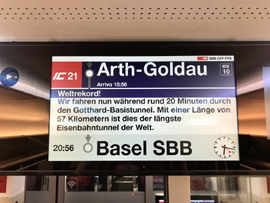 SBB CFF FFS
IC 21
Arth-Goldau
10
Arrivo 18:56
Weltrekord!
Wir fahren nun während rund 20 Minuten durch
den Gotthard-Basistunnel. Mit einer Länge von
57 Kilometern ist dies der längste
Eisenbahntunnel der Welt.
20:56
Basel SBB